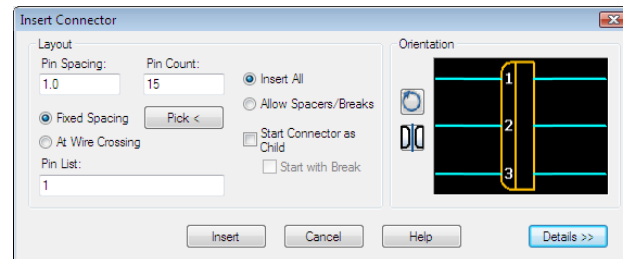 Insert Connector
Layout
Orientation
Pin Spacing: Pin Count:
1.0 15
Insert All
Allow Spacers/Breaks
Fixed Spacing Pick <
At Wire Crossing
Start Connector as
Child
Start with Break
Pin List:
1
1
2
3
Insert Cancel Help Details >>